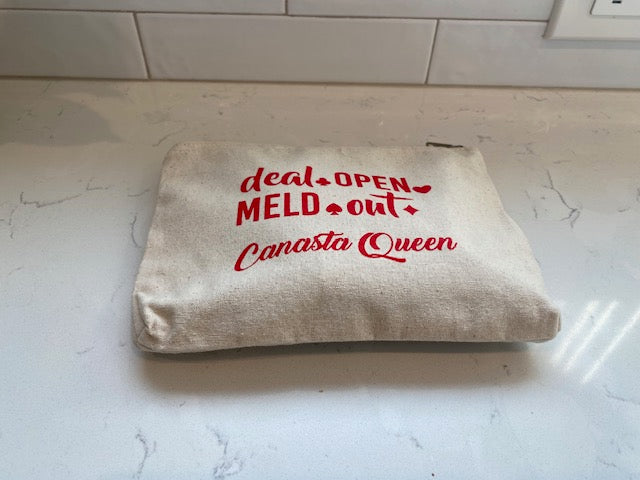 deal♣OPEN♥
MELD♠out♦
Canasta Queen